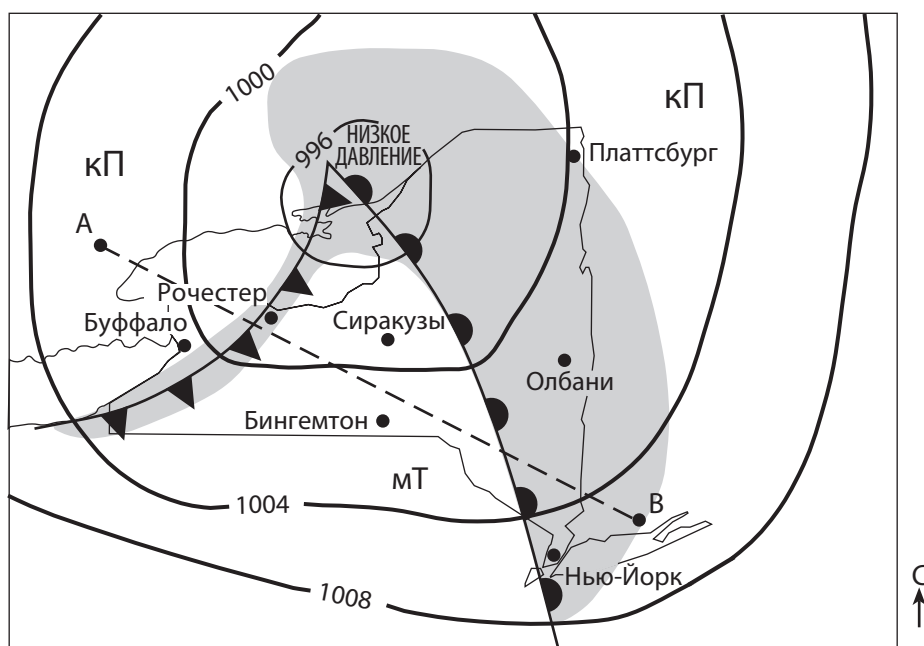 1000
кП
996
НИЗКОЕ
ДАВЛЕНИЕ
Платтсбург
кП
А
Рочестер
Буффало
Сиракузы
Олбани
Бингемтон
мТ
1004
В
Нью-Йорк
1008
С